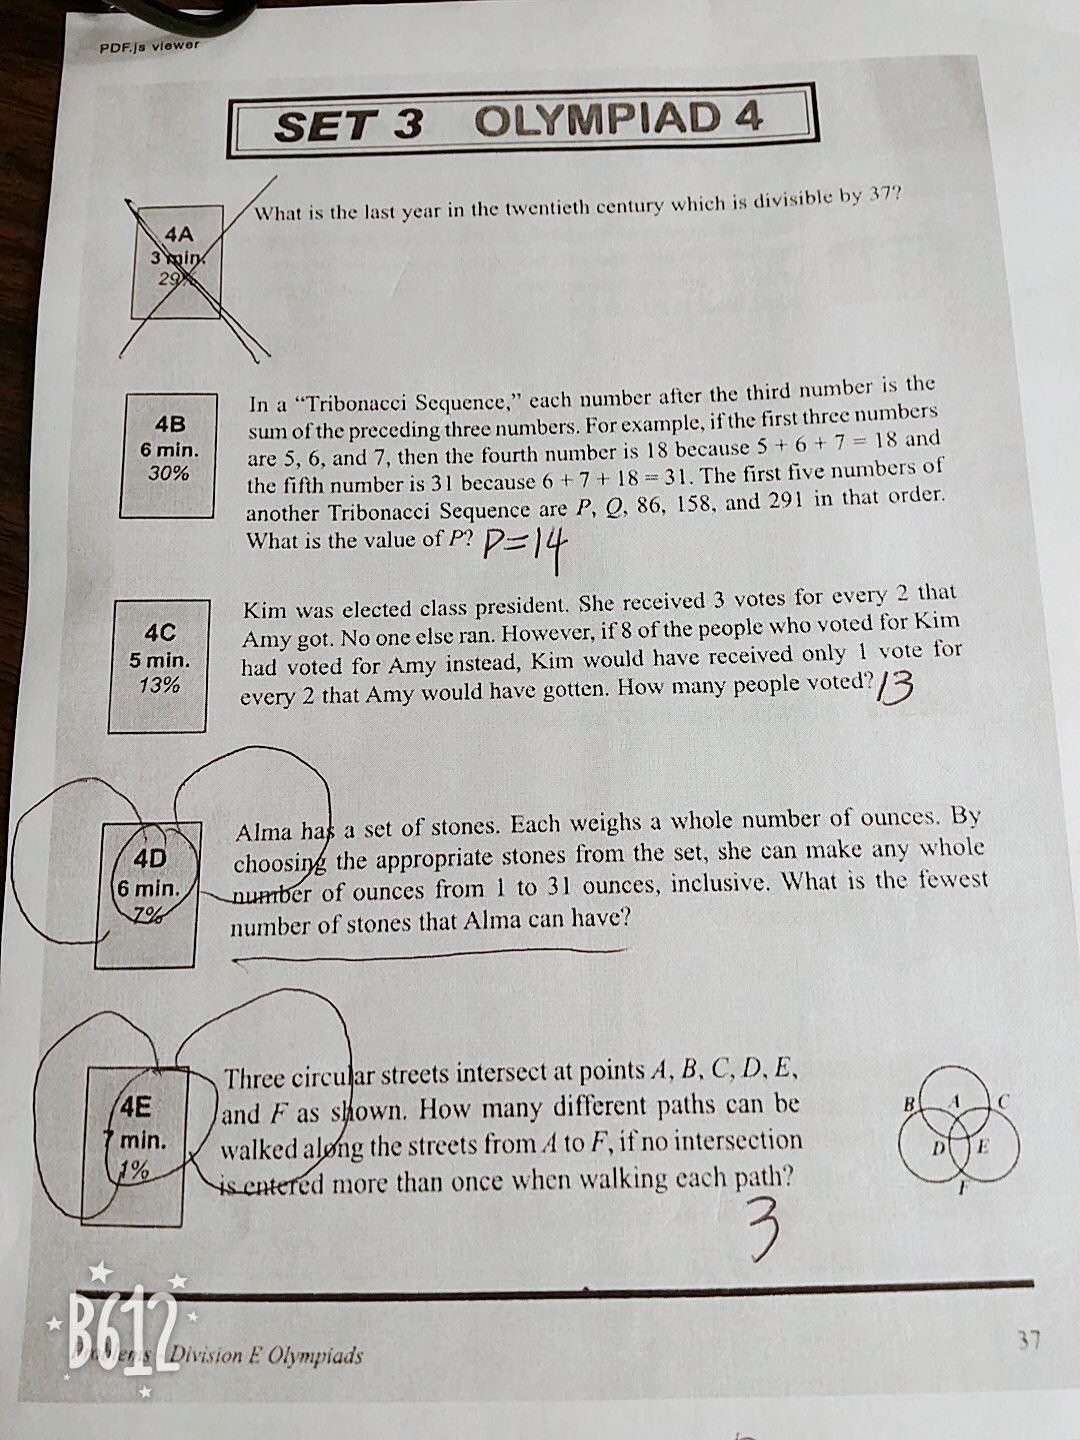 PDF.js viewer
SET 3 OLYMPIAD 4
4A
3 min.
29%
What is the last year in the twentieth century which is divisible by 37?
4B
6 min.
30%
In a “Tribonacci Sequence,” each number after the third number is the
sum of the preceding three numbers. For example, if the first three numbers
are 5, 6, and 7, then the fourth number is 18 because 5 + 6 + 7 = 18 and
the fifth number is 31 because 6 + 7 + 18 = 31. The first five numbers of
another Tribonacci Sequence are P, Q, 86, 158, and 291 in that order.
What is the value of P? P=14
4C
5 min.
13%
Kim was elected class president. She received 3 votes for every 2 that
Amy got. No one else ran. However, if 8 of the people who voted for Kim
had voted for Amy instead, Kim would have received only 1 vote for
every 2 that Amy would have gotten. How many people voted? 13
4D
6 min.
7%
Alma has a set of stones. Each weighs a whole number of ounces. By
choosing the appropriate stones from the set, she can make any whole
number of ounces from 1 to 31 ounces, inclusive. What is the fewest
number of stones that Alma can have?
4E
7 min.
1%
Three circular streets intersect at points A, B, C, D, E,
and F as shown. How many different paths can be
walked along the streets from A to F, if no intersection
is entered more than once when walking each path?
3
B A C
D E
F
B612
Problems - Division E Olympiads
37